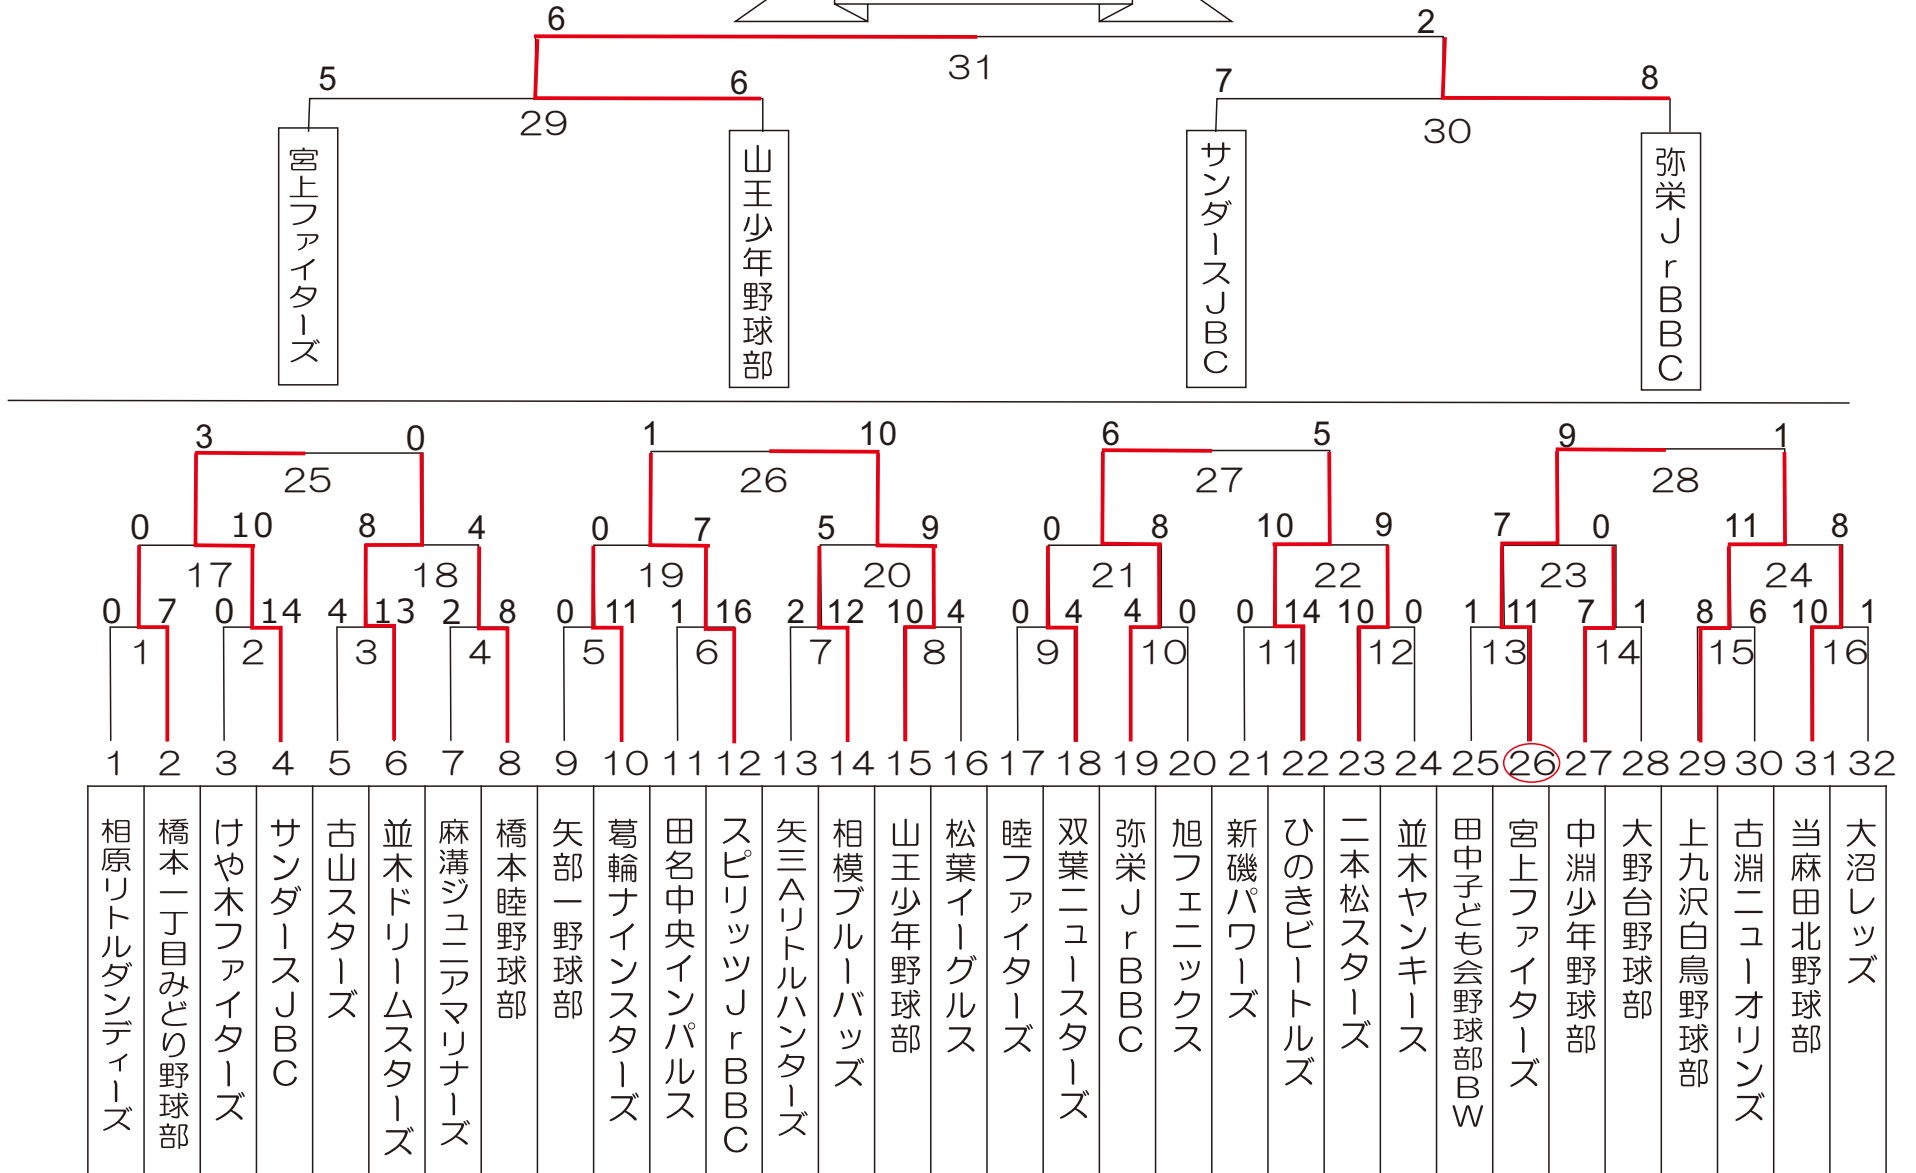 6 2
31
5 6 7 8
29 30
宮上ファイターズ
山王少年野球部
サンダースJBC
弥栄JrBBC
3 0 1 10 6 5 9 1
25 26 27 28
0 10 8 4 0 7 5 9 0 8 10 9 7 0 11 8
17 18 19 20 21 22 23 24
0 7 0 14 4 13 2 8 0 11 1 16 2 12 10 4 0 4 4 0 0 14 10 0 1 11 7 1 8 6 10 1
1 2 3 4 5 6 7 8 9 10 11 12 13 14 15 16
1 2 3 4 5 6 7 8 9 10 11 12 13 14 15 16 17 18 19 20 21 22 23 24 25 26 27 28 29 30 31 32
相原リトルダンディーズ
橋本一丁目みどり野球部
けや木ファイターズ
サンダースJBC
古山スターズ
並木ドリームスターズ
麻溝ジュニアマリナーズ
橋本睦野球部
矢部一野球部
葛輪ナインスターズ
田名中央インパルス
スピリッツJrBBC
矢三Aリトルハンターズ
相模ブルーバッズ
山王少年野球部
松葉イーグルス
睦ファイターズ
双葉ニュースターズ
弥栄JrBBC
旭フェニックス
新磯パワーズ
ひのきビートルズ
二本松スターズ
並木ヤンキース
田中子ども会野球部BW
宮上ファイターズ
中淵少年野球部
大野台野球部
上九沢白鳥野球部
古淵ニューオリンズ
当麻田北野球部
大沼レッズ